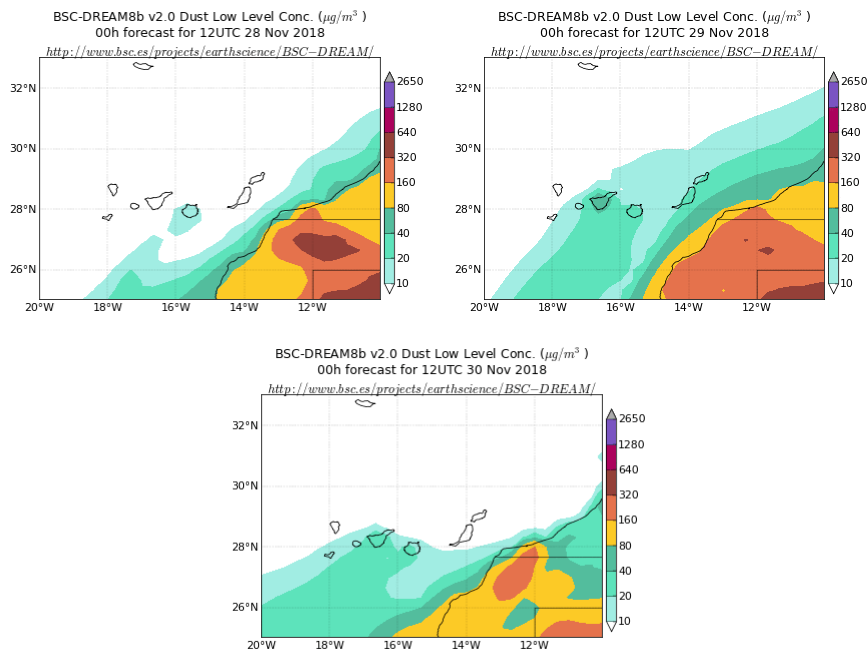 BSC-DREAM8b v2.0 Dust Low Level Conc. (μg/m³ )
00h forecast for 12UTC 28 Nov 2018
http://www.bsc.es/projects/earthscience/BSC−DREAM/
32°N
30°N
28°N
26°N
20°W 18°W 16°W 14°W 12°W
2650
1280
640
320
160
80
40
20
10
BSC-DREAM8b v2.0 Dust Low Level Conc. (μg/m³ )
00h forecast for 12UTC 29 Nov 2018
http://www.bsc.es/projects/earthscience/BSC−DREAM/
32°N
30°N
28°N
26°N
20°W 18°W 16°W 14°W 12°W
2650
1280
640
320
160
80
40
20
10
BSC-DREAM8b v2.0 Dust Low Level Conc. (μg/m³ )
00h forecast for 12UTC 30 Nov 2018
http://www.bsc.es/projects/earthscience/BSC−DREAM/
32°N
30°N
28°N
26°N
20°W 18°W 16°W 14°W 12°W
2650
1280
640
320
160
80
40
20
10